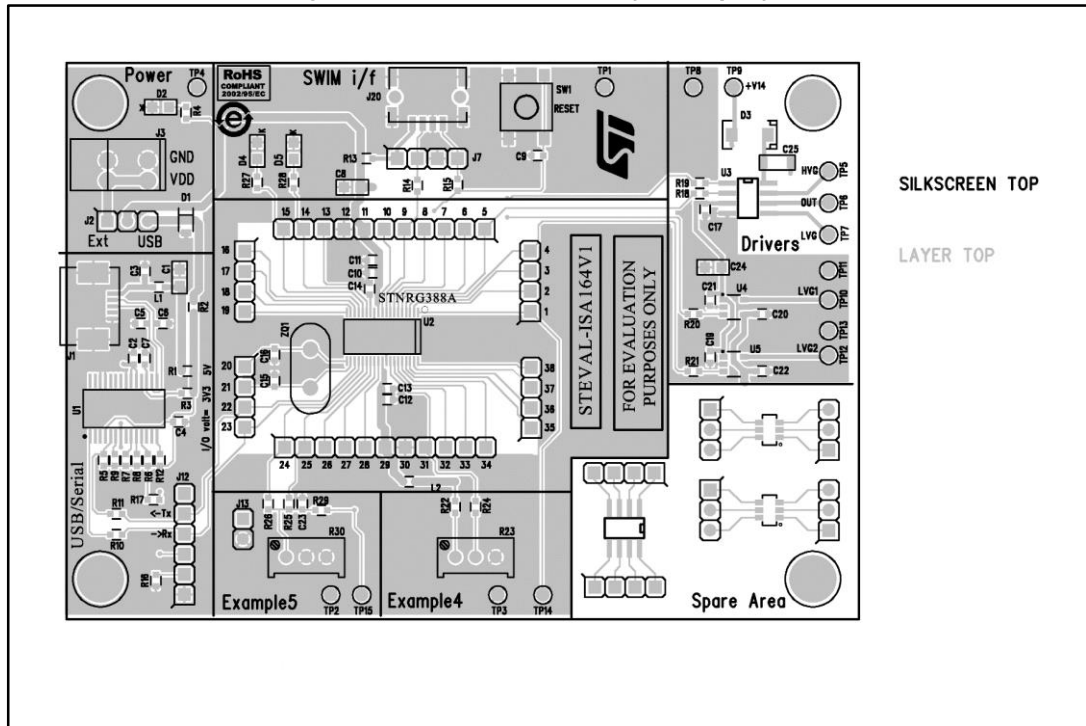 Power
TP4
RoHS
COMPLIANT
2002/95/EC
e
SWIM i/f
J20
SW1
RESET
TP1
TP8
TP9
+V14
D2
R4
J3
GND
VDD
D4
D5
R27
R28
R13
C8
R14
R15
J7
C9
ST
D3
C25
U3
HVG
TP5
R19
R18
OUT
TP6
C17
LVG
TP7
Drivers
SILKSCREEN TOP
LAYER TOP
J2
D1
Ext
USB
15 14 13 12 11 10 9 8 7 6 5
16
17
18
19
C11
C10
C14
STNRG388A
U2
4
3
2
1
STEVAL-ISA164V1
FOR EVALUATION
PURPOSES ONLY
C24
TP11
C21
U4
LVG1
TP10
R20
C20
TP13
C19
U5
LVG2
TP12
R21
C22
C3
C1
L1
R2
C5
C6
J1
C2
C7
R1
R3
U1
C4
I/O volt= 3V3 5V
ZQ1
C16
C15
20
21
22
23
C13
C12
38
37
36
35
24 25 26 27 28 29 30 31 32 33 34
L2
USB/Serial
R5
R9
R7
R8
R6
R12
R17
J12
R11
<-Tx
->Rx
R10
R16
J13
R26
R25
C23
R29
R30
R22
R24
R23
Example5
TP2
TP15
Example4
TP3
TP14
Spare Area